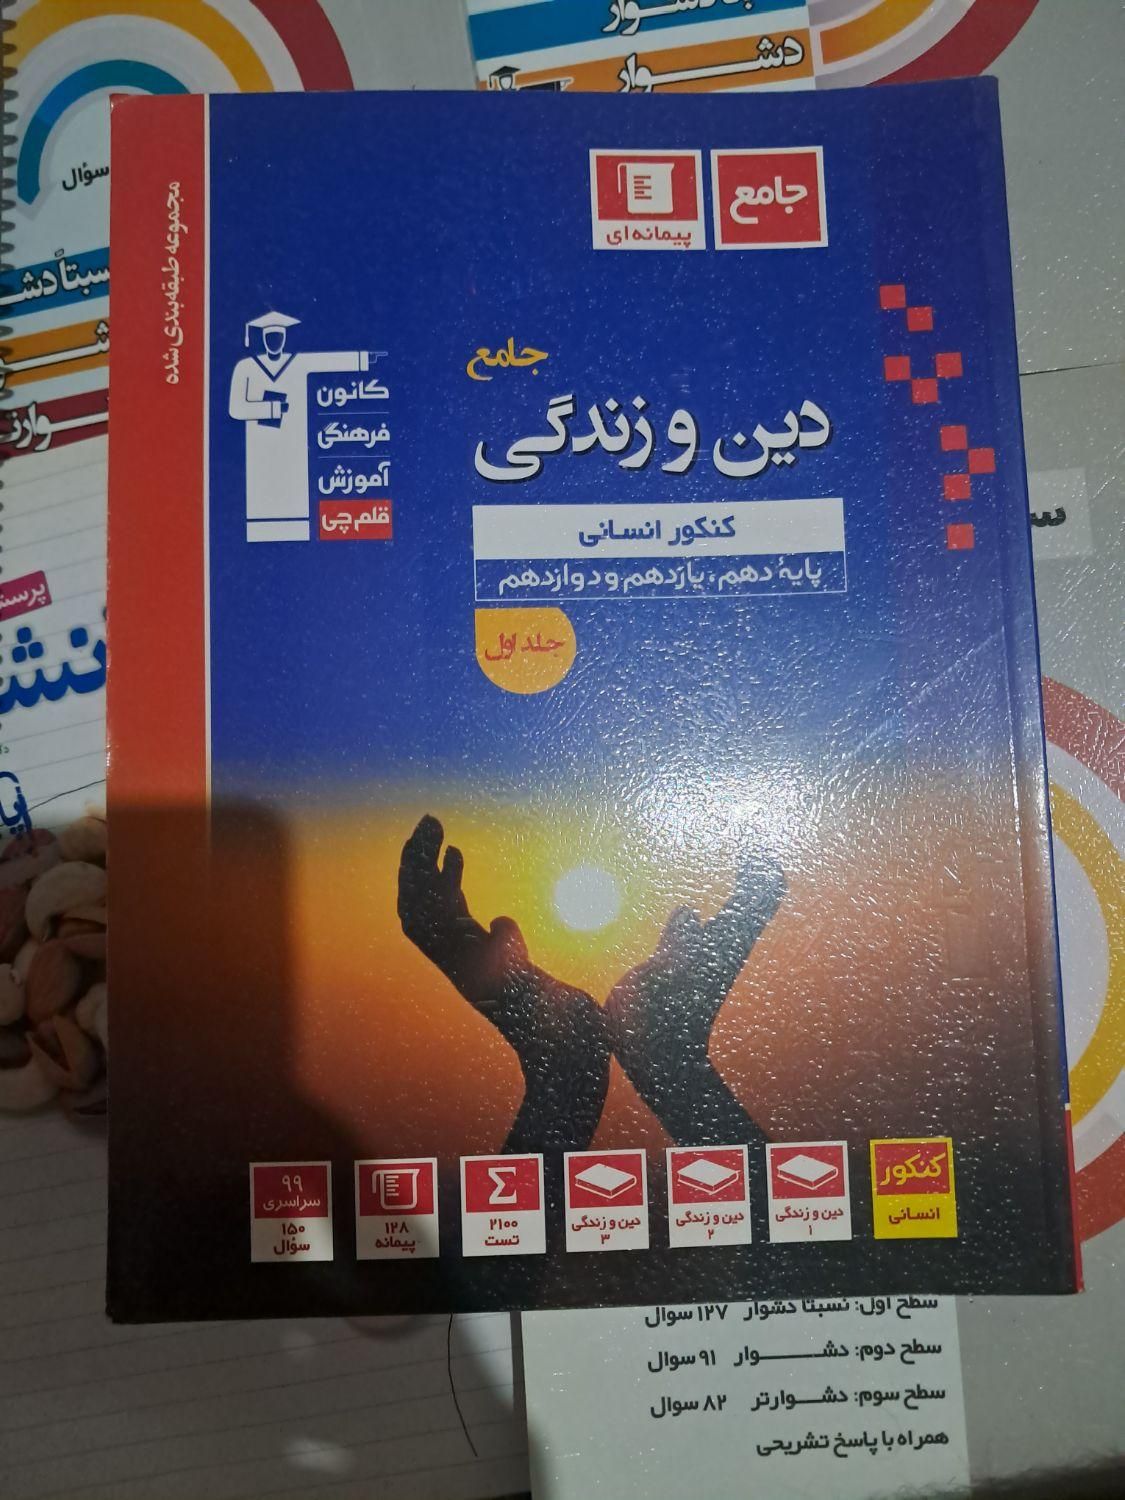 دشوار
سؤال
مجموعه طبقه‌بندی شده
جامع
پیمانه‌ای
کانون
فرهنگی
آموزش
قلم‌چی
جامع
دین و زندگی
کنکور انسانی
پایهٔ دهم، یازدهم و دوازدهم
جلد اول
کنکور
انسانی
دین و زندگی
۱
دین و زندگی
۲
دین و زندگی
۳
Σ
۲۱۰۰
تست
۱۲۸
پیمانه
۹۹
سراسری
۱۵۰
سؤال
سطح اول: نسبتاً دشوار ۱۲۷ سوال
سطح دوم: دشوار ۹۱ سوال
سطح سوم: دشوارتر ۸۲ سوال
همراه با پاسخ تشریحی